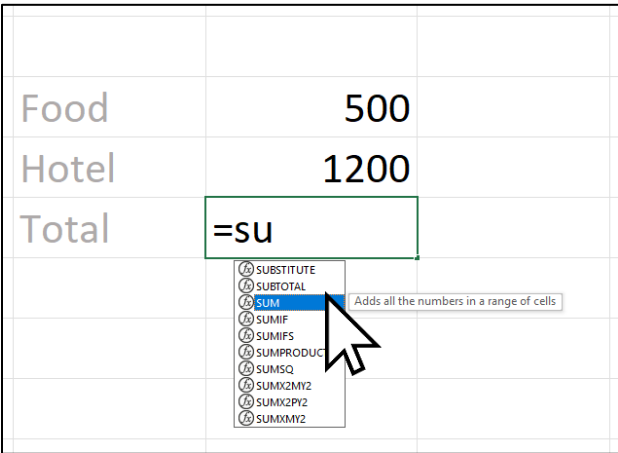 Food 500
Hotel 1200
Total =su
SUBSTITUTE
SUBTOTAL
SUM Adds all the numbers in a range of cells
SUMIF
SUMIFS
SUMPRODUCT
SUMSQ
SUMX2MY2
SUMX2PY2
SUMXMY2